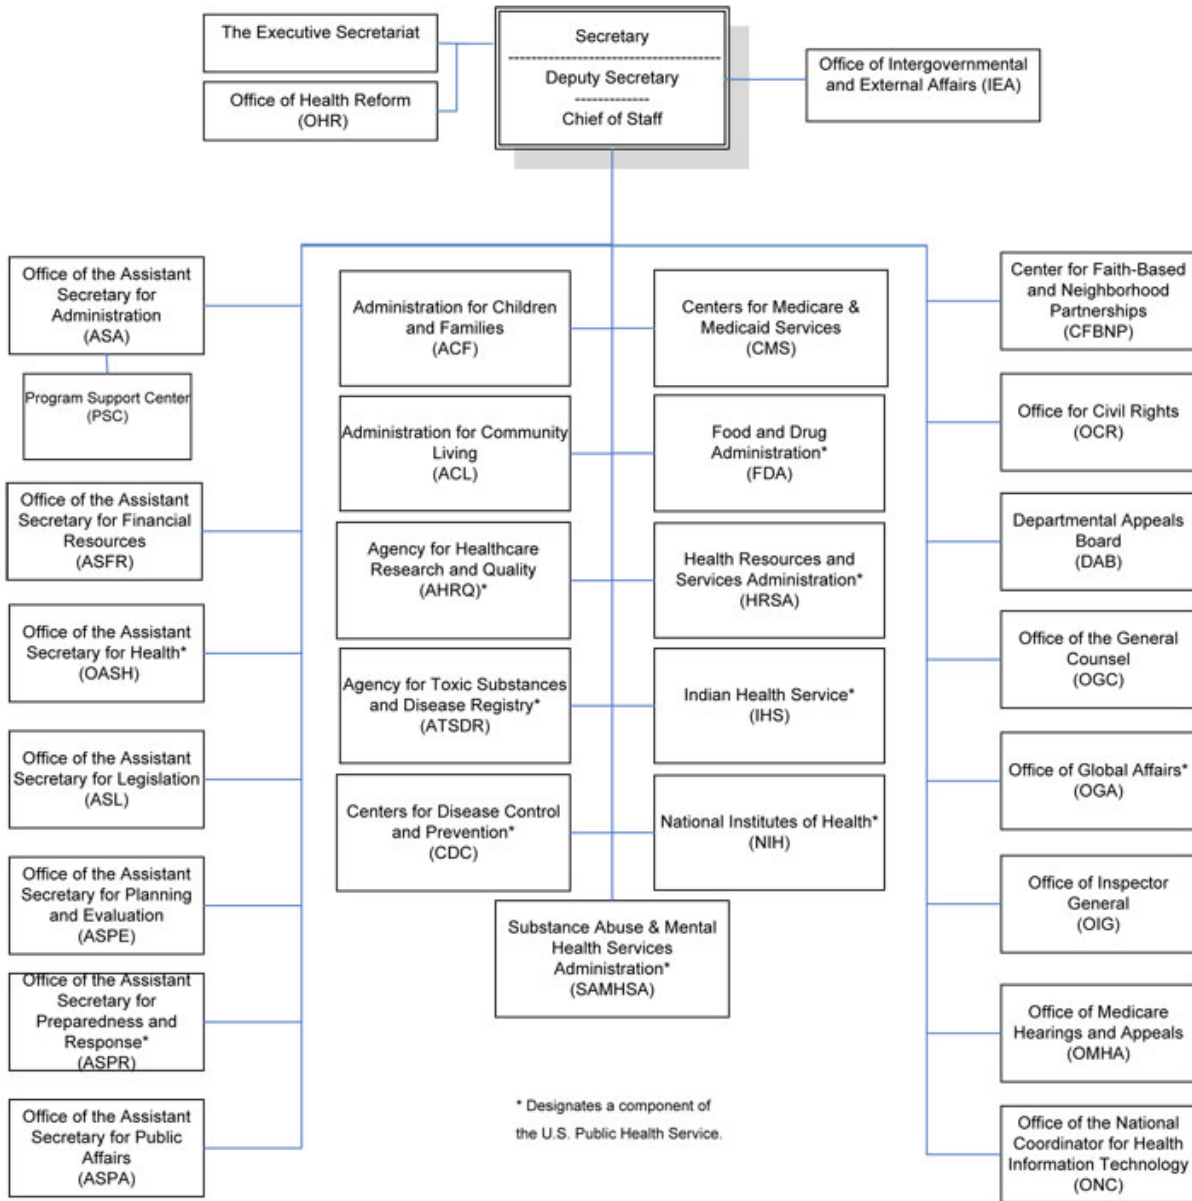 The Executive Secretariat
Office of Health Reform
(OHR)
Secretary
Deputy Secretary
Chief of Staff
Office of Intergovernmental
and External Affairs (IEA)
Office of the Assistant
Secretary for
Administration
(ASA)
Program Support Center
(PSC)
Office of the Assistant
Secretary for Financial
Resources
(ASFR)
Office of the Assistant
Secretary for Health*
(OASH)
Office of the Assistant
Secretary for Legislation
(ASL)
Office of the Assistant
Secretary for Planning
and Evaluation
(ASPE)
Office of the Assistant
Secretary for
Preparedness and
Response*
(ASPR)
Office of the Assistant
Secretary for Public
Affairs
(ASPA)
Administration for Children
and Families
(ACF)
Administration for Community
Living
(ACL)
Agency for Healthcare
Research and Quality
(AHRQ)*
Agency for Toxic Substances
and Disease Registry*
(ATSDR)
Centers for Disease Control
and Prevention*
(CDC)
Centers for Medicare &
Medicaid Services
(CMS)
Food and Drug
Administration*
(FDA)
Health Resources and
Services Administration*
(HRSA)
Indian Health Service*
(IHS)
National Institutes of Health*
(NIH)
Substance Abuse & Mental
Health Services
Administration*
(SAMHSA)
* Designates a component of
the U.S. Public Health Service.
Center for Faith-Based
and Neighborhood
Partnerships
(CFBNP)
Office for Civil Rights
(OCR)
Departmental Appeals
Board
(DAB)
Office of the General
Counsel
(OGC)
Office of Global Affairs*
(OGA)
Office of Inspector
General
(OIG)
Office of Medicare
Hearings and Appeals
(OMHA)
Office of the National
Coordinator for Health
Information Technology
(ONC)